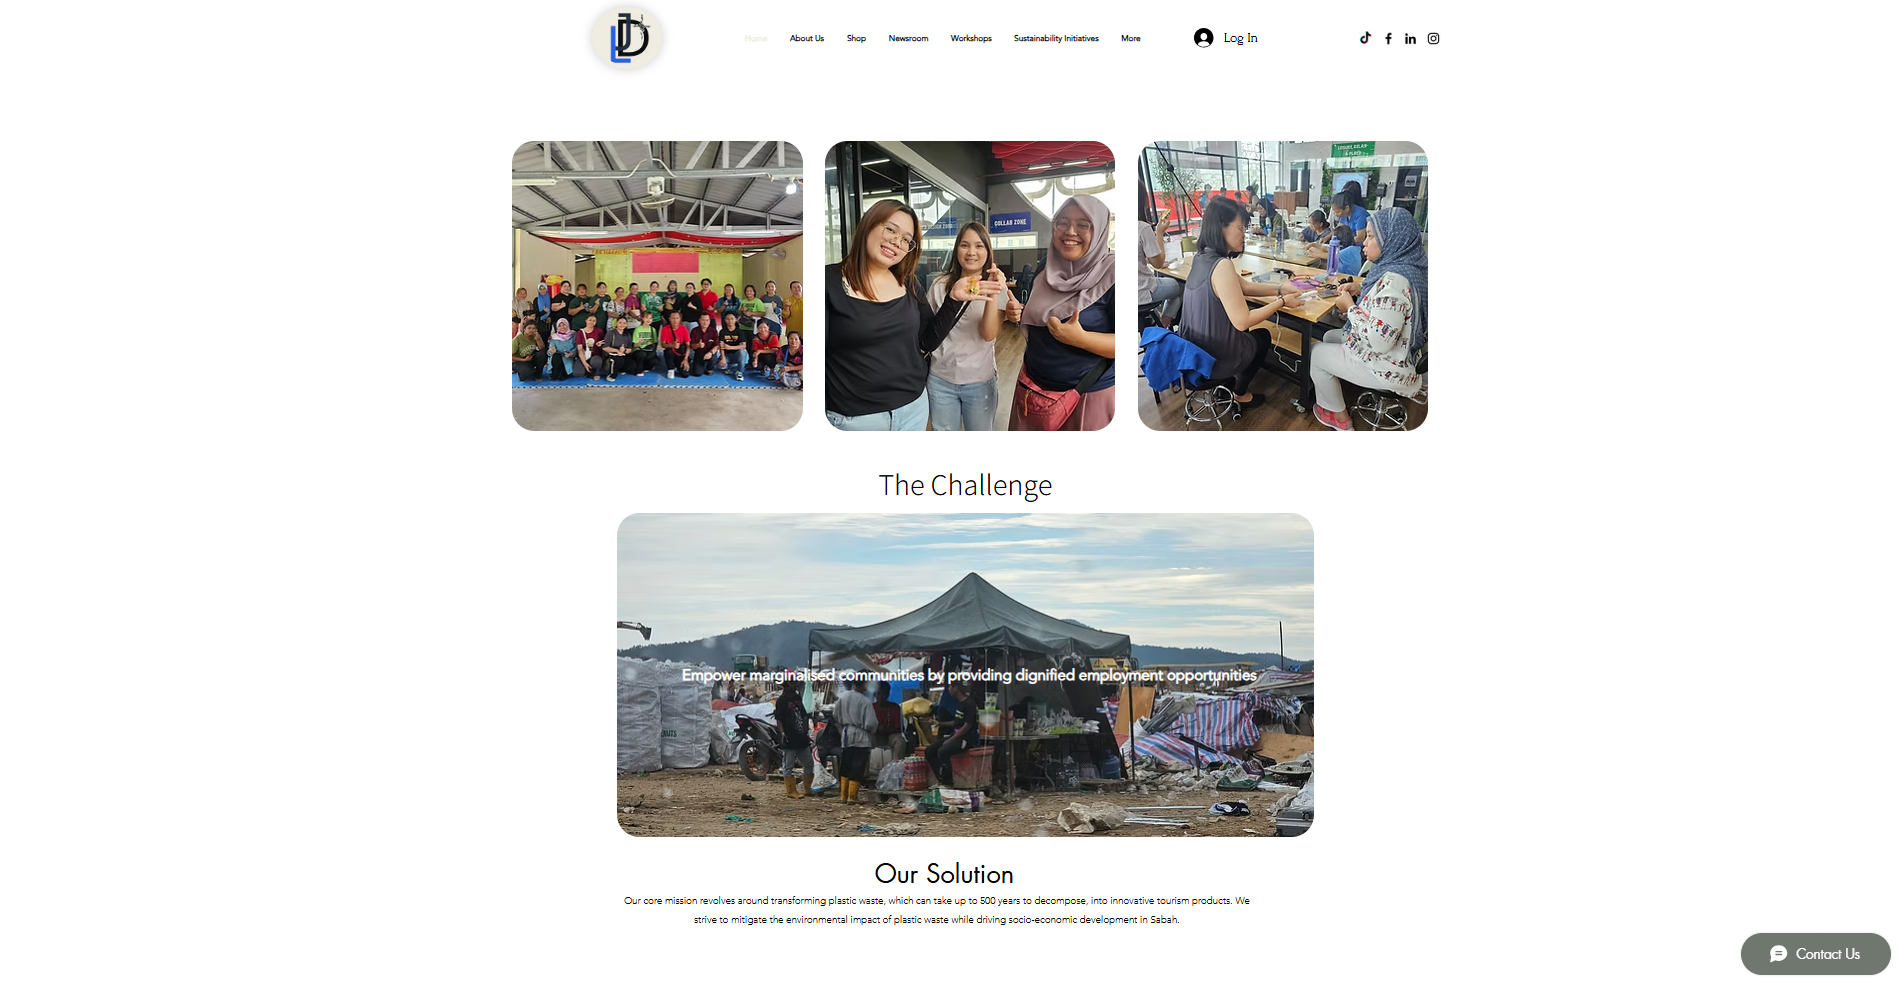 Home
About Us
Shop
Newsroom
Workshops
Sustainability Initiatives
More
Log In
COLLAB ZONE
The Challenge
Empower marginalised communities by providing dignified employment opportunities
Our Solution
Our core mission revolves around transforming plastic waste, which can take up to 500 years to decompose, into innovative tourism products. We
strive to mitigate the environmental impact of plastic waste while driving socio-economic development in Sabah.
Contact Us